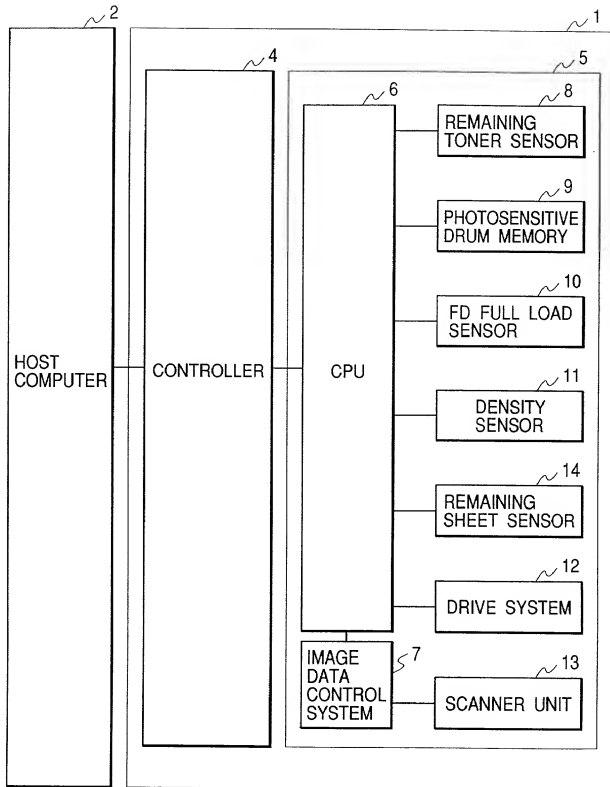 2
1
4
5
6
8
REMAINING
TONER SENSOR
9
PHOTOSENSITIVE
DRUM MEMORY
10
FD FULL LOAD
SENSOR
HOST
COMPUTER
CONTROLLER
CPU
11
DENSITY
SENSOR
14
REMAINING
SHEET SENSOR
12
DRIVE SYSTEM
IMAGE
DATA
CONTROL
SYSTEM
7
13
SCANNER UNIT